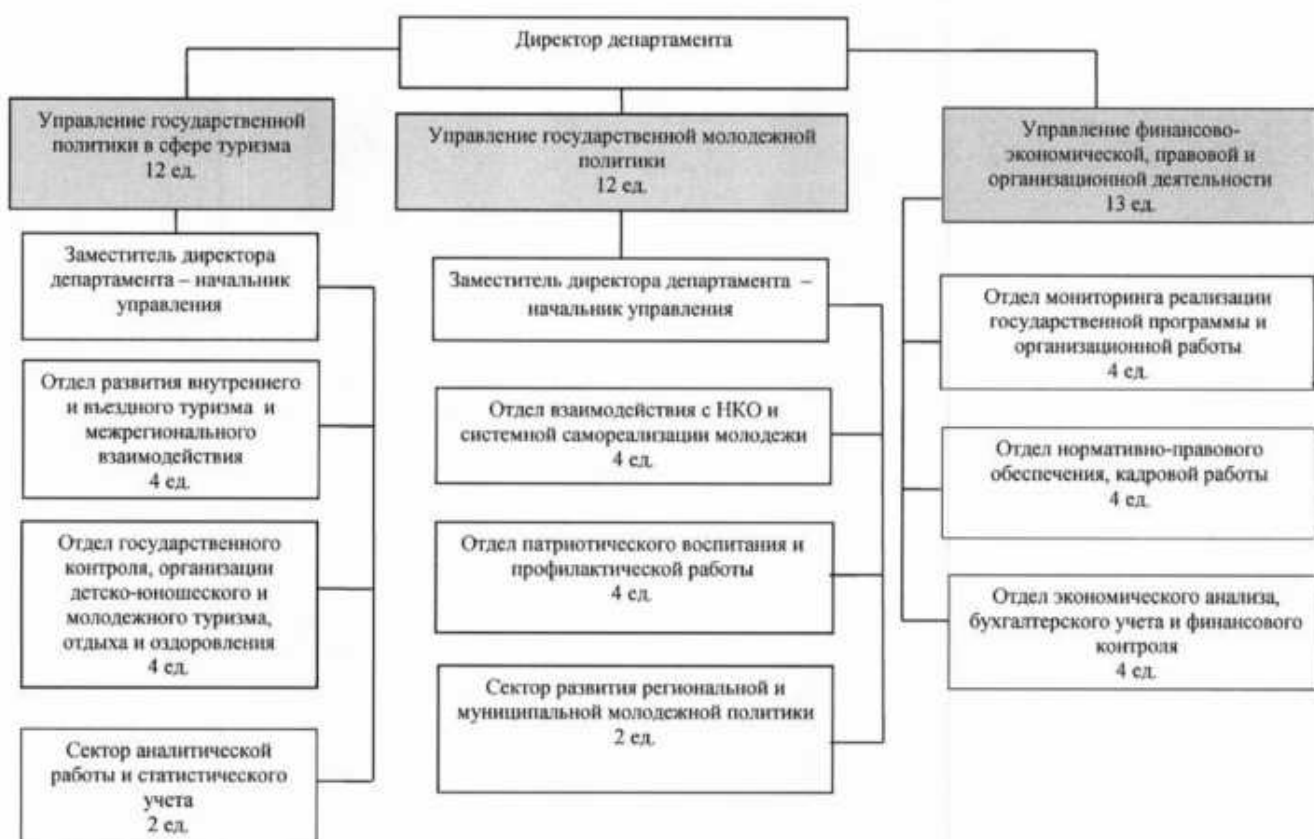 Директор департамента
Управление государственной
политики в сфере туризма
12 ед.
Управление государственной молодежной
политики
12 ед.
Управление финансово-
экономической, правовой и
организационной деятельности
13 ед.
Заместитель директора
департамента – начальник
управления
Отдел развития внутреннего
и въездного туризма и
межрегионального
взаимодействия
4 ед.
Отдел государственного
контроля, организации
детско-юношеского и
молодежного туризма,
отдыха и оздоровления
4 ед.
Сектор аналитической
работы и статистического
учета
2 ед.
Заместитель директора департамента –
начальник управления
Отдел взаимодействия с НКО и
системной самореализации молодежи
4 ед.
Отдел патриотического воспитания и
профилактической работы
4 ед.
Сектор развития региональной и
муниципальной молодежной политики
2 ед.
Отдел мониторинга реализации
государственной программы и
организационной работы
4 ед.
Отдел нормативно-правового
обеспечения, кадровой работы
4 ед.
Отдел экономического анализа,
бухгалтерского учета и финансового
контроля
4 ед.